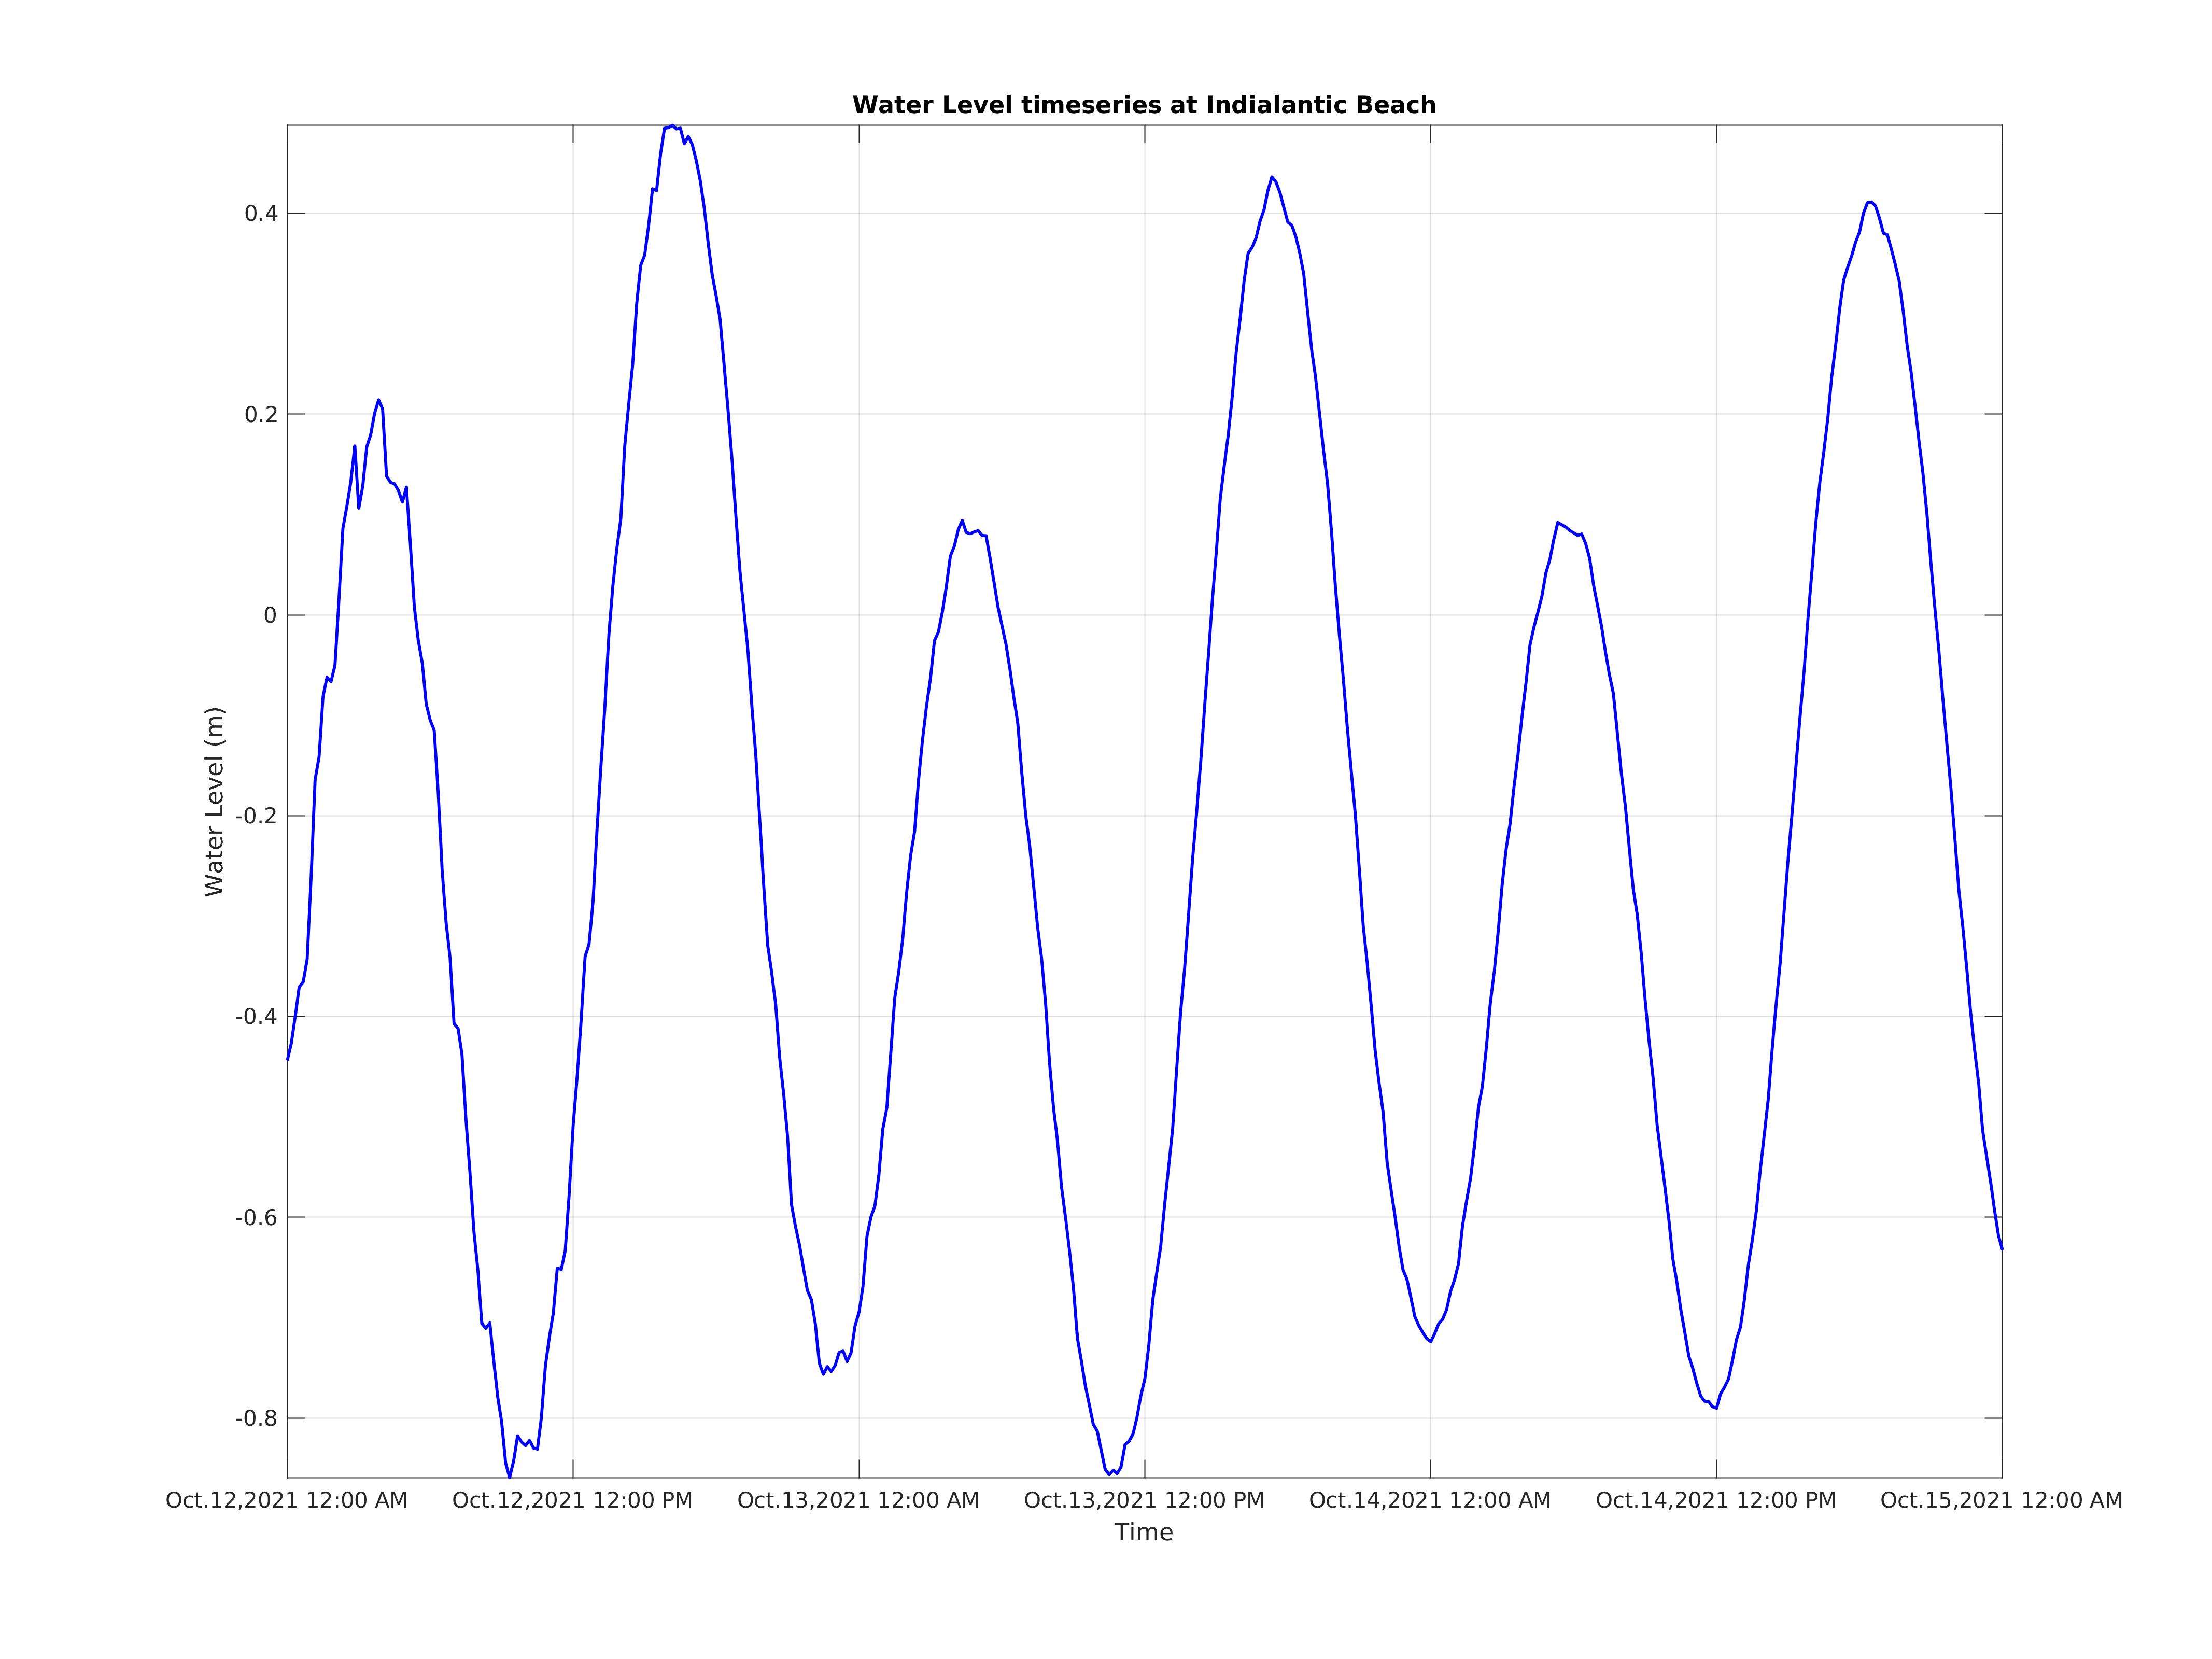 Water Level timeseries at Indialantic Beach
0.4
0.2
0
-0.2
-0.4
-0.6
-0.8
Water Level (m)
Oct.12,2021 12:00 AM
Oct.12,2021 12:00 PM
Oct.13,2021 12:00 AM
Oct.13,2021 12:00 PM
Oct.14,2021 12:00 AM
Oct.14,2021 12:00 PM
Oct.15,2021 12:00 AM
Time